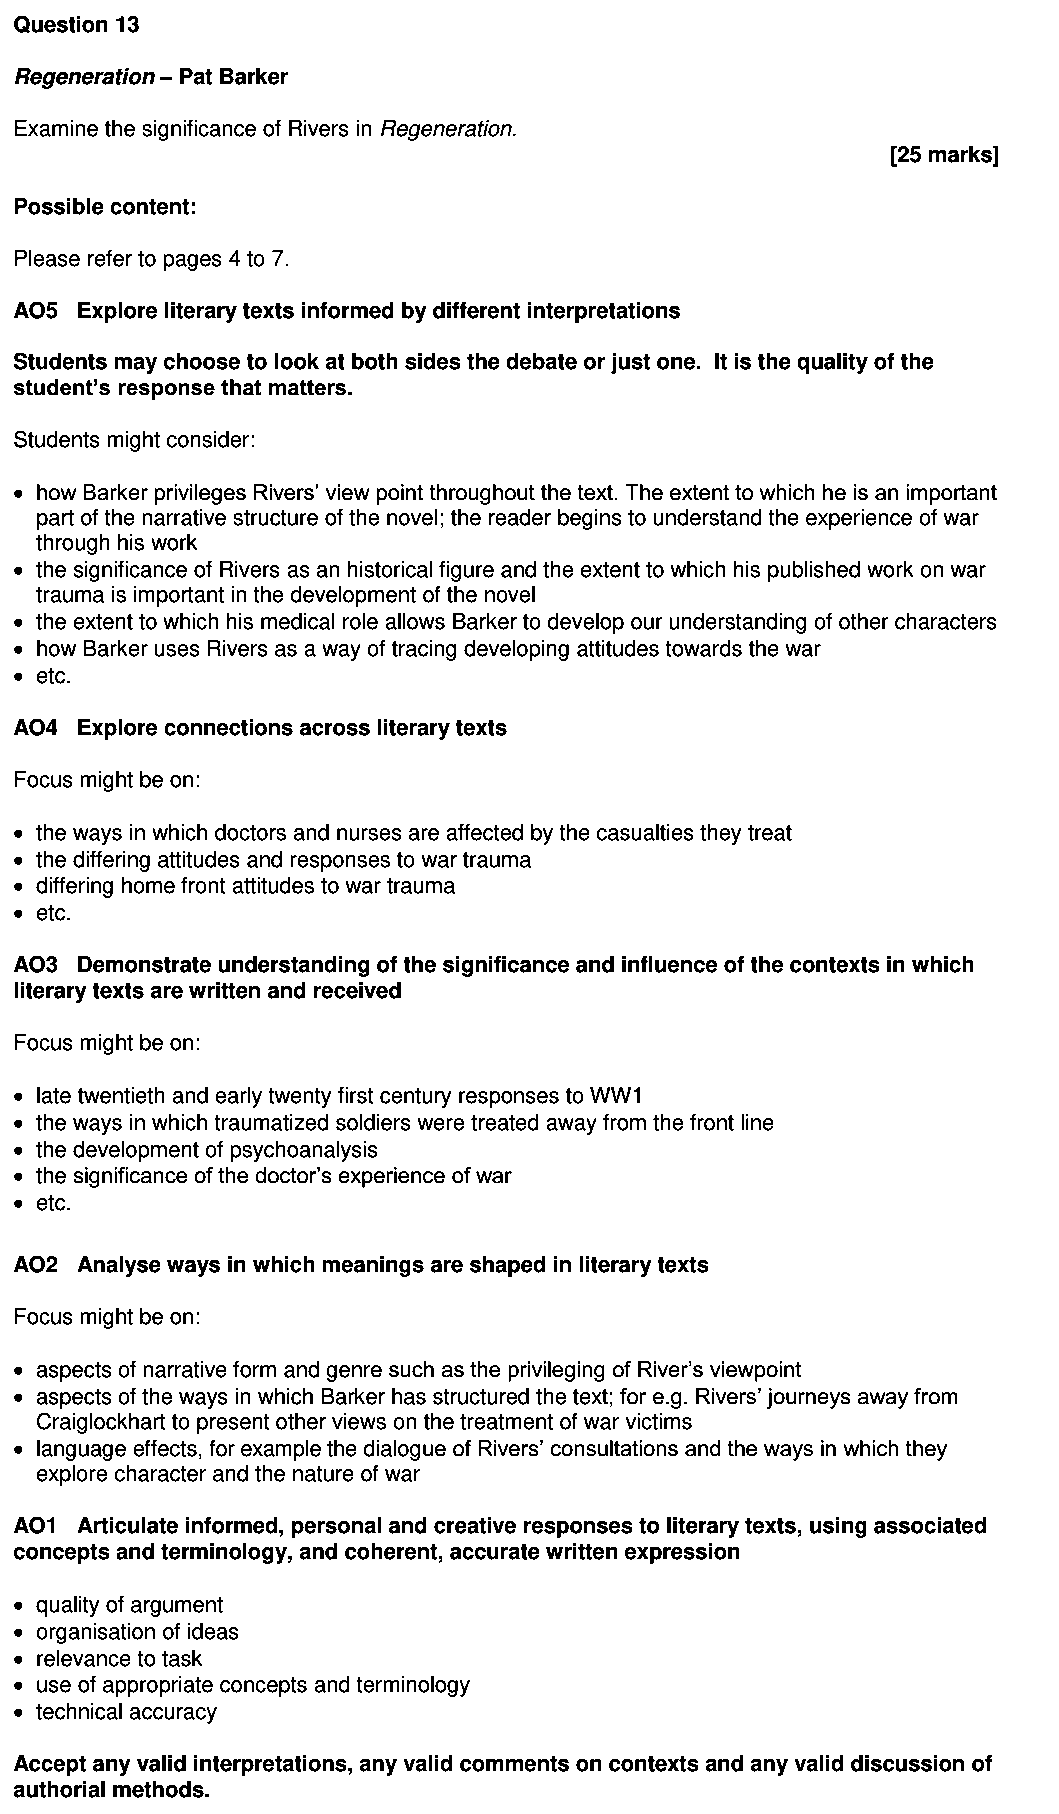 Question 13
Regeneration – Pat Barker
Examine the significance of Rivers in Regeneration.
[25 marks]
Possible content:
Please refer to pages 4 to 7.
AO5 Explore literary texts informed by different interpretations
Students may choose to look at both sides the debate or just one. It is the quality of the
student's response that matters.
Students might consider:
• how Barker privileges Rivers' view point throughout the text. The extent to which he is an important
part of the narrative structure of the novel; the reader begins to understand the experience of war
through his work
• the significance of Rivers as an historical figure and the extent to which his published work on war
trauma is important in the development of the novel
• the extent to which his medical role allows Barker to develop our understanding of other characters
• how Barker uses Rivers as a way of tracing developing attitudes towards the war
• etc.
AO4 Explore connections across literary texts
Focus might be on:
• the ways in which doctors and nurses are affected by the casualties they treat
• the differing attitudes and responses to war trauma
• differing home front attitudes to war trauma
• etc.
AO3 Demonstrate understanding of the significance and influence of the contexts in which
literary texts are written and received
Focus might be on:
• late twentieth and early twenty first century responses to WW1
• the ways in which traumatized soldiers were treated away from the front line
• the development of psychoanalysis
• the significance of the doctor's experience of war
• etc.
AO2 Analyse ways in which meanings are shaped in literary texts
Focus might be on:
• aspects of narrative form and genre such as the privileging of River's viewpoint
• aspects of the ways in which Barker has structured the text; for e.g. Rivers' journeys away from
Craiglockhart to present other views on the treatment of war victims
• language effects, for example the dialogue of Rivers' consultations and the ways in which they
explore character and the nature of war
AO1 Articulate informed, personal and creative responses to literary texts, using associated
concepts and terminology, and coherent, accurate written expression
• quality of argument
• organisation of ideas
• relevance to task
• use of appropriate concepts and terminology
• technical accuracy
Accept any valid interpretations, any valid comments on contexts and any valid discussion of
authorial methods.